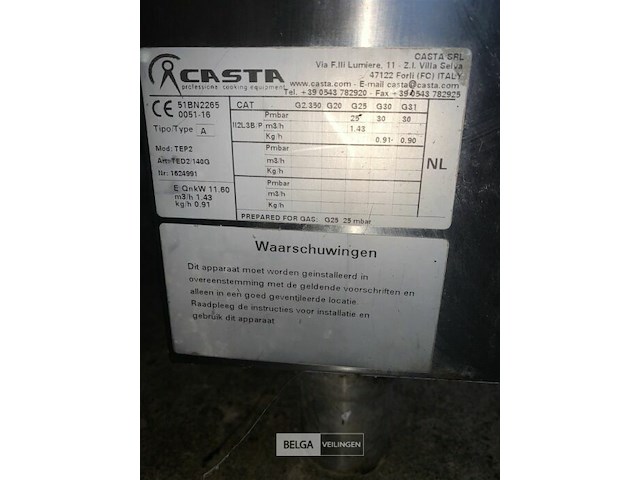 CASTA
professione cooking equipment
CASTA SRL
Via F.lli Lumiere, 11 - Z.I. Villa Selva
47122 Forlì (FC) ITALY
www.casta.com - E-mail casta@casta.com
Tel. +39 0543 782920 - Fax +39 0543 782925
CE 51BN2265
0051-16
Tipo/Type A
Mod: TEP2
Art: TED2/140G
Nr: 1624991
E QnkW 11.60
m3/h 1.43
kg/h 0.91
CAT G2.350 G20 G25 G30 G31
II2L3B/P Pmbar 25 30 30
m3/h 1.43
Kg/h 0.91 0.90
Pmbar
m3/h
Kg/h
Pmbar
m3/h
Kg/h
NL
PREPARED FOR GAS: G25 25 mbar
Waarschuwingen
Dit apparaat moet worden geinstalleerd in
overeenstemming met de geldende voorschriften en
alleen in een goed geventileerde locatie.
Raadpleeg de instructies voor installatie en
gebruik dit apparaat
BELGA VEILINGEN